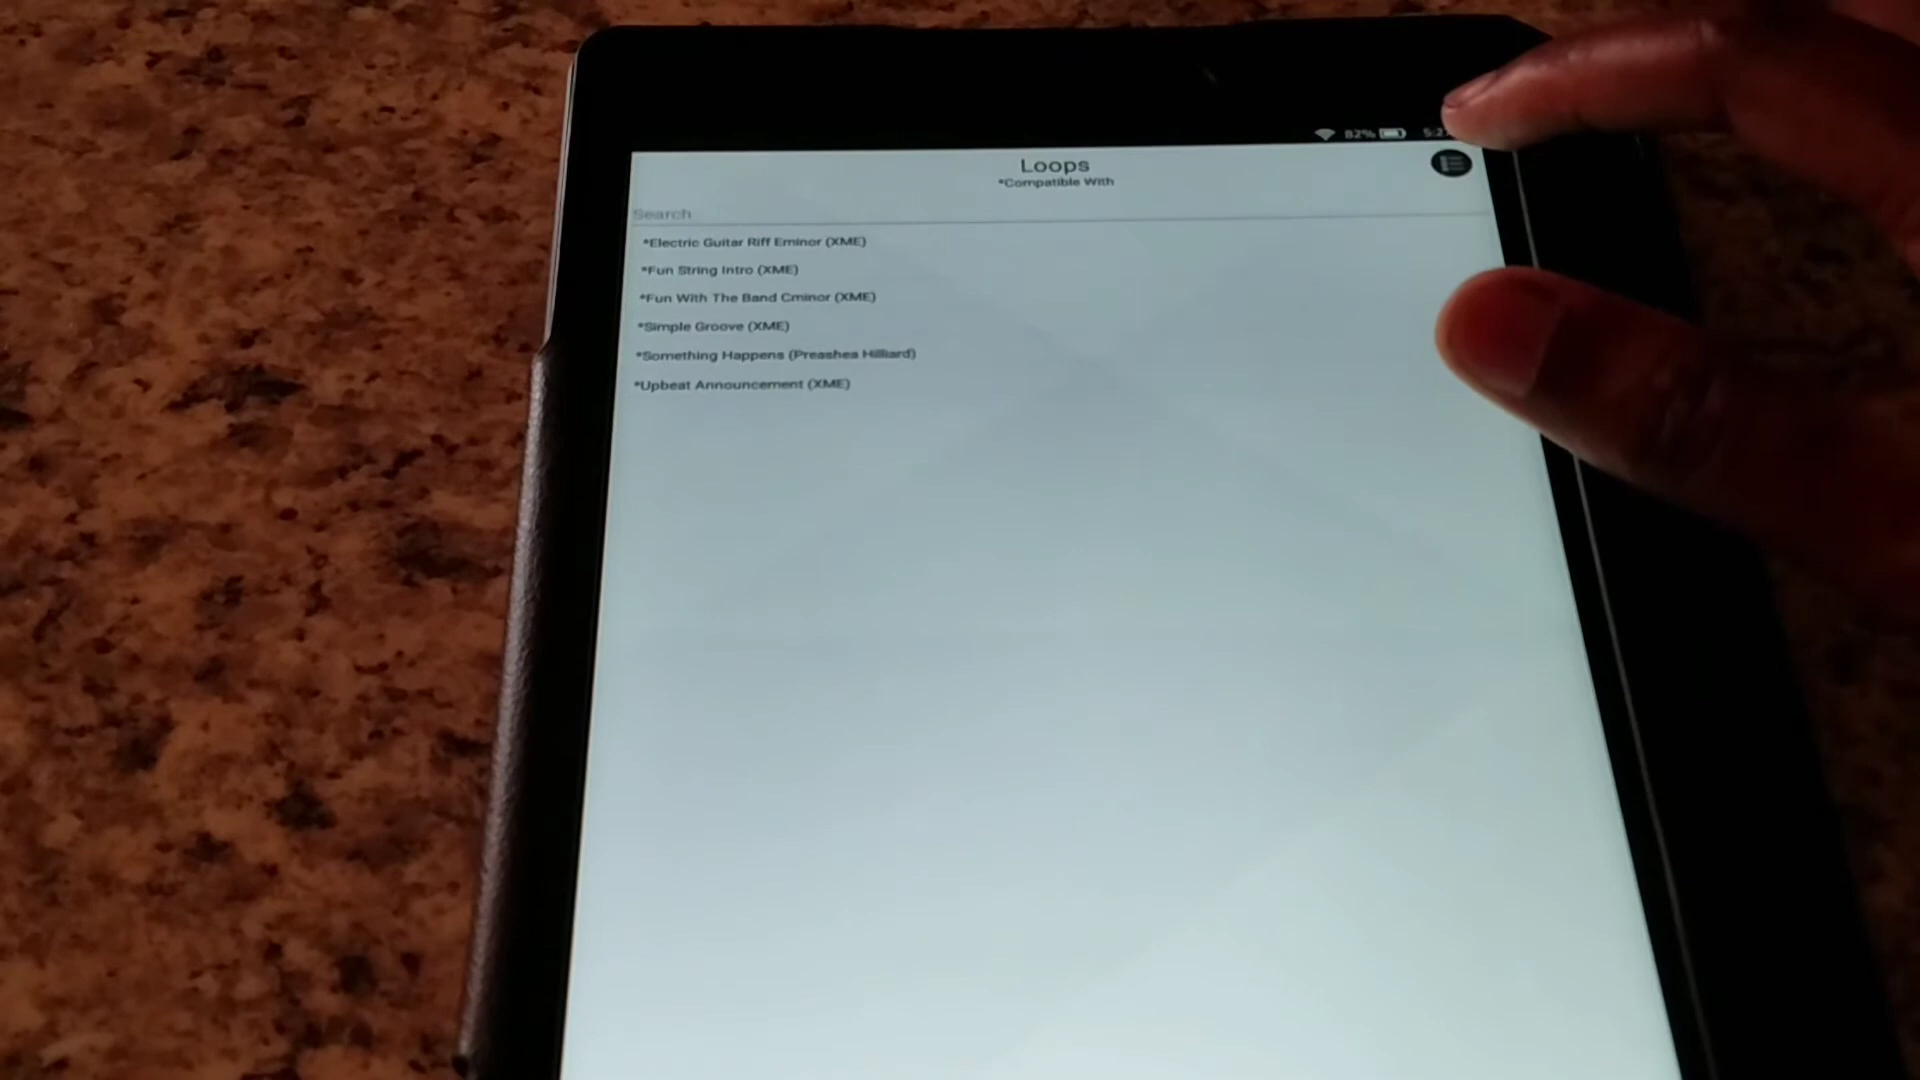 82%
Loops
*Compatible With
Search
*Electric Guitar Riff Eminor (XME)
*Fun String Intro (XME)
*Fun With The Band Cminor (XME)
*Simple Groove (XME)
*Something Happens (Preashea Hilliard)
*Upbeat Announcement (XME)